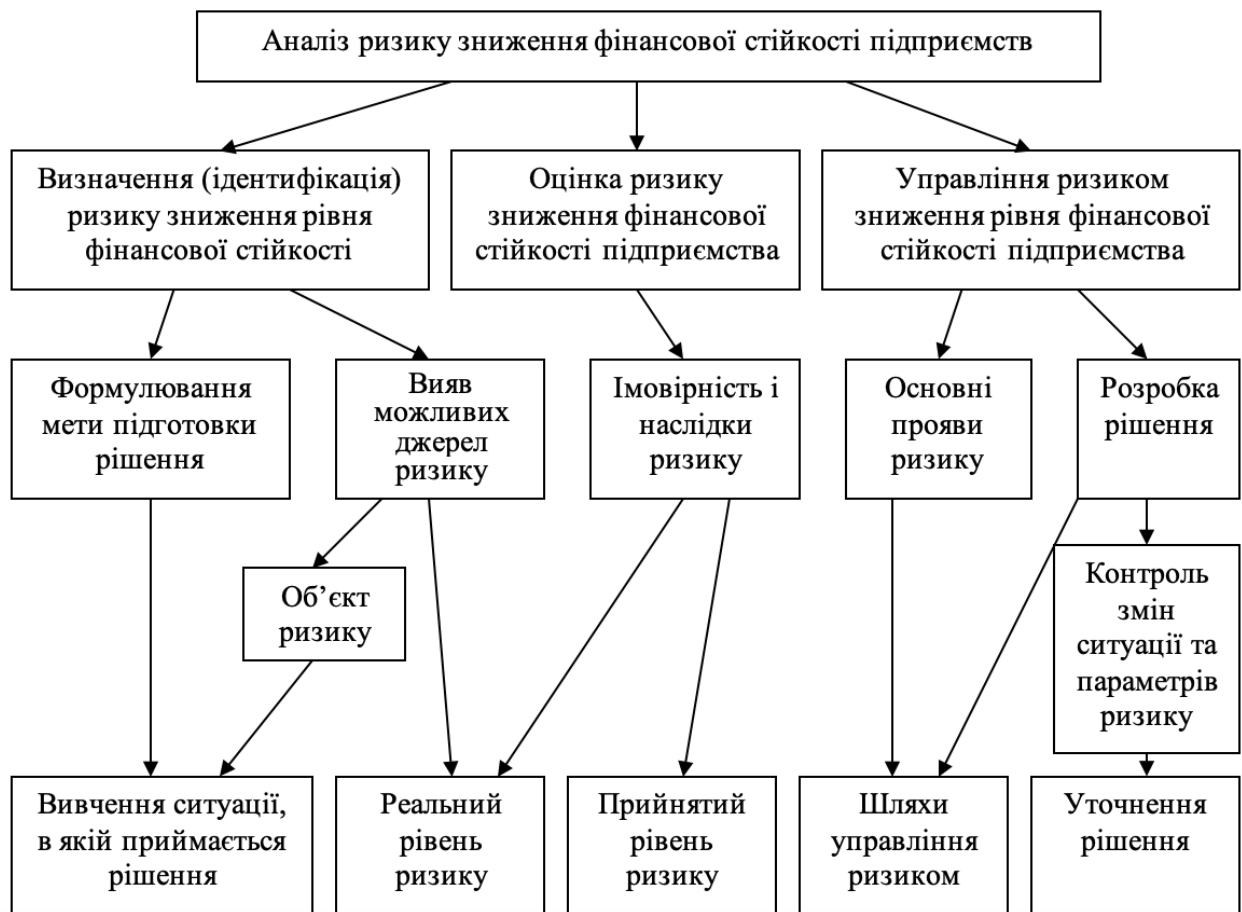 Аналіз ризику зниження фінансової стійкості підприємств
Визначення (ідентифікація)
ризику зниження рівня
фінансової стійкості
Оцінка ризику
зниження фінансової
стійкості підприємства
Управління ризиком
зниження рівня фінансової
стійкості підприємства
Формулювання
мети підготовки
рішення
Вияв
можливих
джерел
ризику
Імовірність і
наслідки
ризику
Основні
прояви
ризику
Розробка
рішення
Об’єкт
ризику
Контроль
змін
ситуації та
параметрів
ризику
Вивчення ситуації,
в якій приймається
рішення
Реальний
рівень
ризику
Прийнятий
рівень
ризику
Шляхи
управління
ризиком
Уточнення
рішення